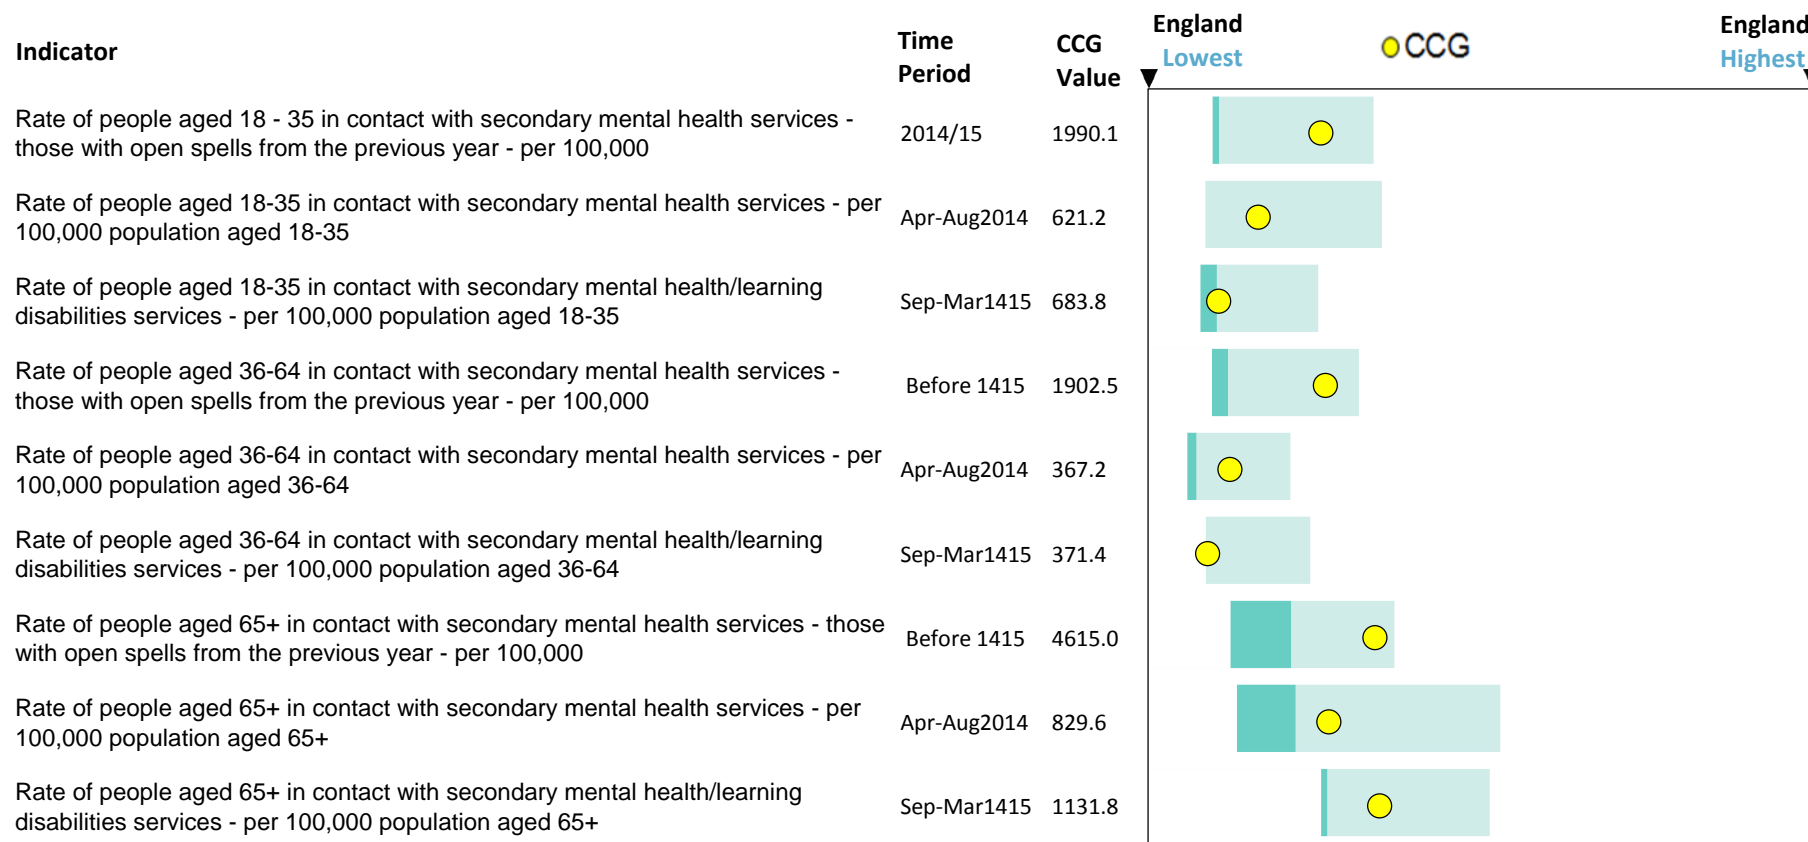 Indicator
Time
Period
CCG
Value
England
Lowest
CCG
England
Highest
Rate of people aged 18 - 35 in contact with secondary mental health services -
those with open spells from the previous year - per 100,000
2014/15
1990.1
Rate of people aged 18-35 in contact with secondary mental health services - per
100,000 population aged 18-35
Apr-Aug2014
621.2
Rate of people aged 18-35 in contact with secondary mental health/learning
disabilities services - per 100,000 population aged 18-35
Sep-Mar1415
683.8
Rate of people aged 36-64 in contact with secondary mental health services -
those with open spells from the previous year - per 100,000
Before 1415
1902.5
Rate of people aged 36-64 in contact with secondary mental health services - per
100,000 population aged 36-64
Apr-Aug2014
367.2
Rate of people aged 36-64 in contact with secondary mental health/learning
disabilities services - per 100,000 population aged 36-64
Sep-Mar1415
371.4
Rate of people aged 65+ in contact with secondary mental health services - those
with open spells from the previous year - per 100,000
Before 1415
4615.0
Rate of people aged 65+ in contact with secondary mental health services - per
100,000 population aged 65+
Apr-Aug2014
829.6
Rate of people aged 65+ in contact with secondary mental health/learning
disabilities services - per 100,000 population aged 65+
Sep-Mar1415
1131.8